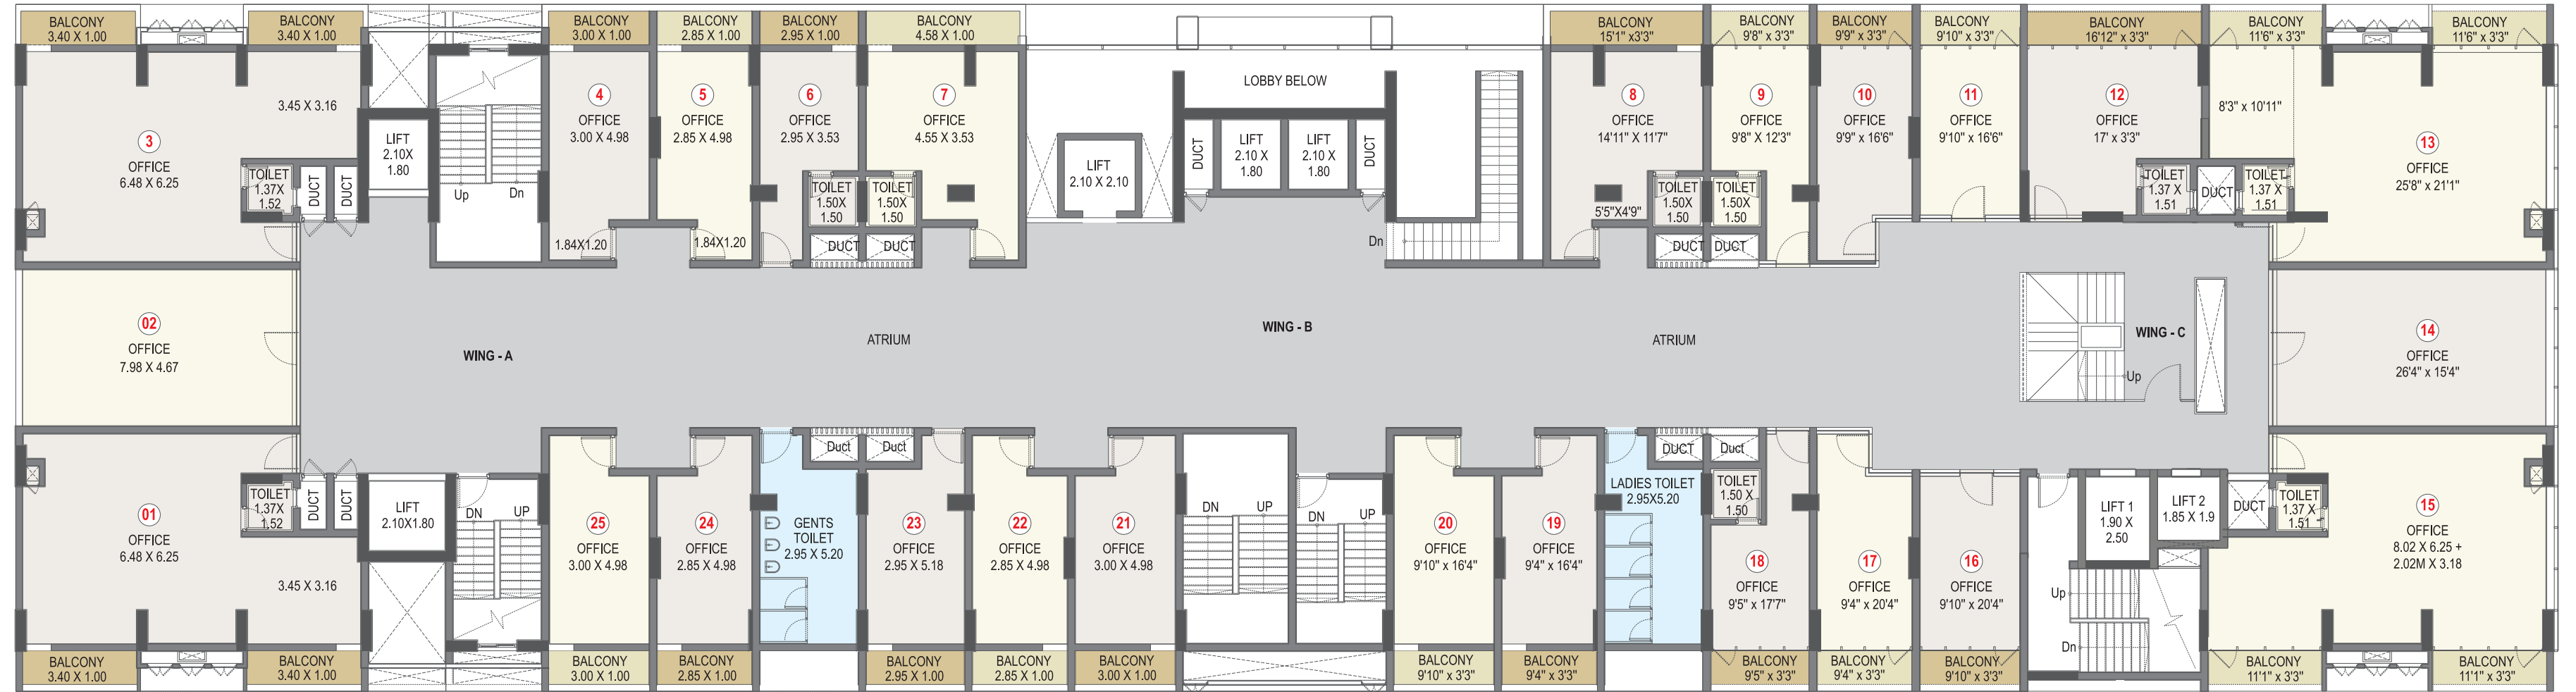 BALCONY
3.40 X 1.00
BALCONY
3.40 X 1.00
BALCONY
3.00 X 1.00
BALCONY
2.85 X 1.00
BALCONY
2.95 X 1.00
BALCONY
4.58 X 1.00
BALCONY
15'1" x3'3"
BALCONY
9'8" x 3'3"
BALCONY
9'9" x 3'3"
BALCONY
9'10" x 3'3"
BALCONY
16'12" x 3'3"
BALCONY
11'6" x 3'3"
BALCONY
11'6" x 3'3"
3
OFFICE
6.48 X 6.25
3.45 X 3.16
TOILET
1.37X
1.52
DUCT
DUCT
LIFT
2.10X
1.80
Up
Dn
4
OFFICE
3.00 X 4.98
1.84X1.20
5
OFFICE
2.85 X 4.98
1.84X1.20
6
OFFICE
2.95 X 3.53
TOILET
1.50X
1.50
DUCT
7
OFFICE
4.55 X 3.53
TOILET
1.50X
1.50
DUCT
LIFT
2.10 X 2.10
LOBBY BELOW
DUCT
LIFT
2.10 X
1.80
LIFT
2.10 X
1.80
DUCT
Dn
8
OFFICE
14'11" X 11'7"
5'5"X4'9"
TOILET
1.50X
1.50
DUCT
9
OFFICE
9'8" X 12'3"
TOILET
1.50X
1.50
DUCT
10
OFFICE
9'9" x 16'6"
11
OFFICE
9'10" x 16'6"
12
OFFICE
17' x 3'3"
TOILET
1.37 X
1.51
DUCT
TOILET
1.37 X
1.51
8'3" x 10'11"
13
OFFICE
25'8" x 21'1"
02
OFFICE
7.98 X 4.67
WING - A
ATRIUM
WING - B
ATRIUM
WING - C
Up
14
OFFICE
26'4" x 15'4"
01
OFFICE
6.48 X 6.25
3.45 X 3.16
TOILET
1.37X
1.52
DUCT
DUCT
LIFT
2.10X1.80
DN
UP
25
OFFICE
3.00 X 4.98
24
OFFICE
2.85 X 4.98
GENTS
TOILET
2.95 X 5.20
Duct
Duct
23
OFFICE
2.95 X 5.18
22
OFFICE
2.85 X 4.98
21
OFFICE
3.00 X 4.98
DN
UP
DN
UP
20
OFFICE
9'10" x 16'4"
19
OFFICE
9'4" x 16'4"
LADIES TOILET
2.95X5.20
DUCT
Duct
TOILET
1.50 X
1.50
18
OFFICE
9'5" x 17'7"
17
OFFICE
9'4" x 20'4"
16
OFFICE
9'10" x 20'4"
LIFT 1
1.90 X
2.50
LIFT 2
1.85 X 1.9
Up
Dn
DUCT
TOILET
1.37 X
1.51
15
OFFICE
8.02 X 6.25 +
2.02M X 3.18
BALCONY
3.40 X 1.00
BALCONY
3.40 X 1.00
BALCONY
3.00 X 1.00
BALCONY
2.85 X 1.00
BALCONY
2.95 X 1.00
BALCONY
2.85 X 1.00
BALCONY
3.00 X 1.00
BALCONY
9'10" x 3'3"
BALCONY
9'4" x 3'3"
BALCONY
9'5" x 3'3"
BALCONY
9'4" x 3'3"
BALCONY
9'10" x 3'3"
BALCONY
11'1" x 3'3"
BALCONY
11'1" x 3'3"